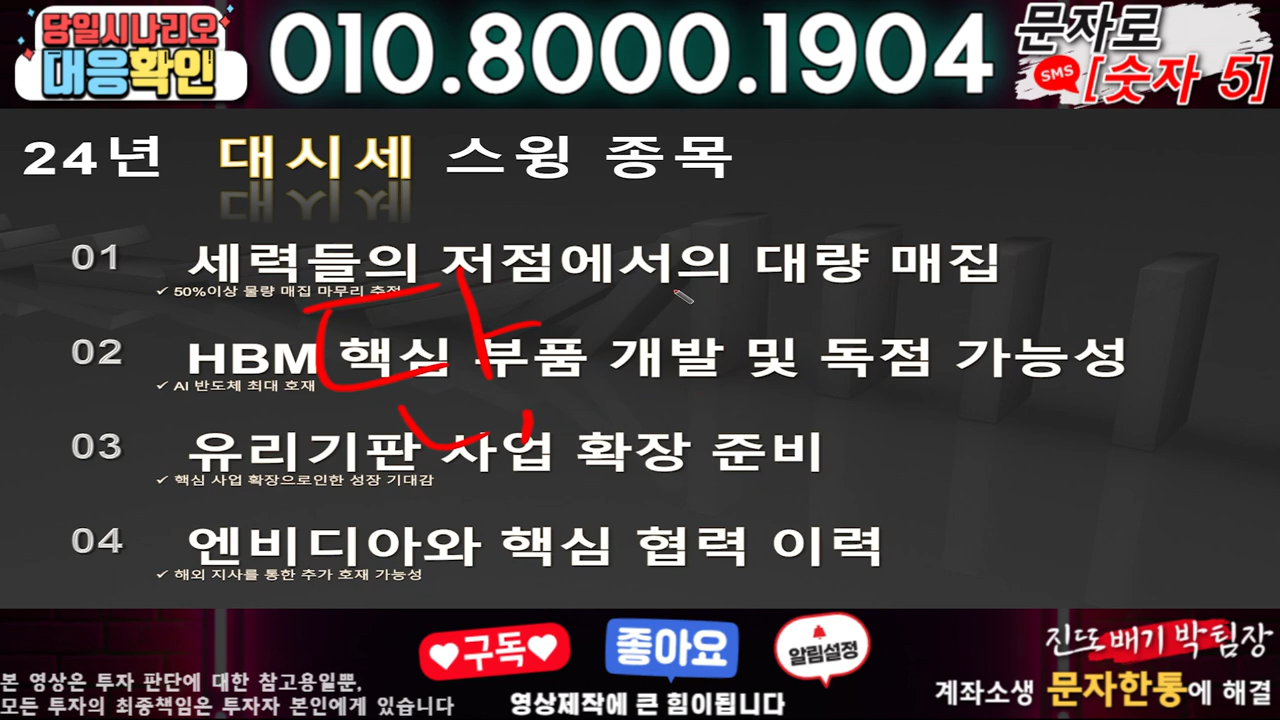 당일시나리오
대응확인
010.8000.1904
문자로
SMS
[숫자 5]
24년 대시세 스윙 종목
01 세력들의 저점에서의 대량 매집
✓ 50%이상 물량 매집 마무리 추정
02 HBM 핵심 부품 개발 및 독점 가능성
✓ AI 반도체 최대 호재
단,
03 유리기판 사업 확장 준비
✓ 핵심 사업 확장으로인한 성장 기대감
04 엔비디아와 핵심 협력 이력
✓ 해외 지사를 통한 추가 호재 가능성
구독
좋아요
알림설정
영상제작에 큰 힘이됩니다
본 영상은 투자 판단에 대한 참고용일뿐,
모든 투자의 최종책임은 투자자 본인에게 있습니다
진또배기 박팀장
계좌소생 문자한통에 해결